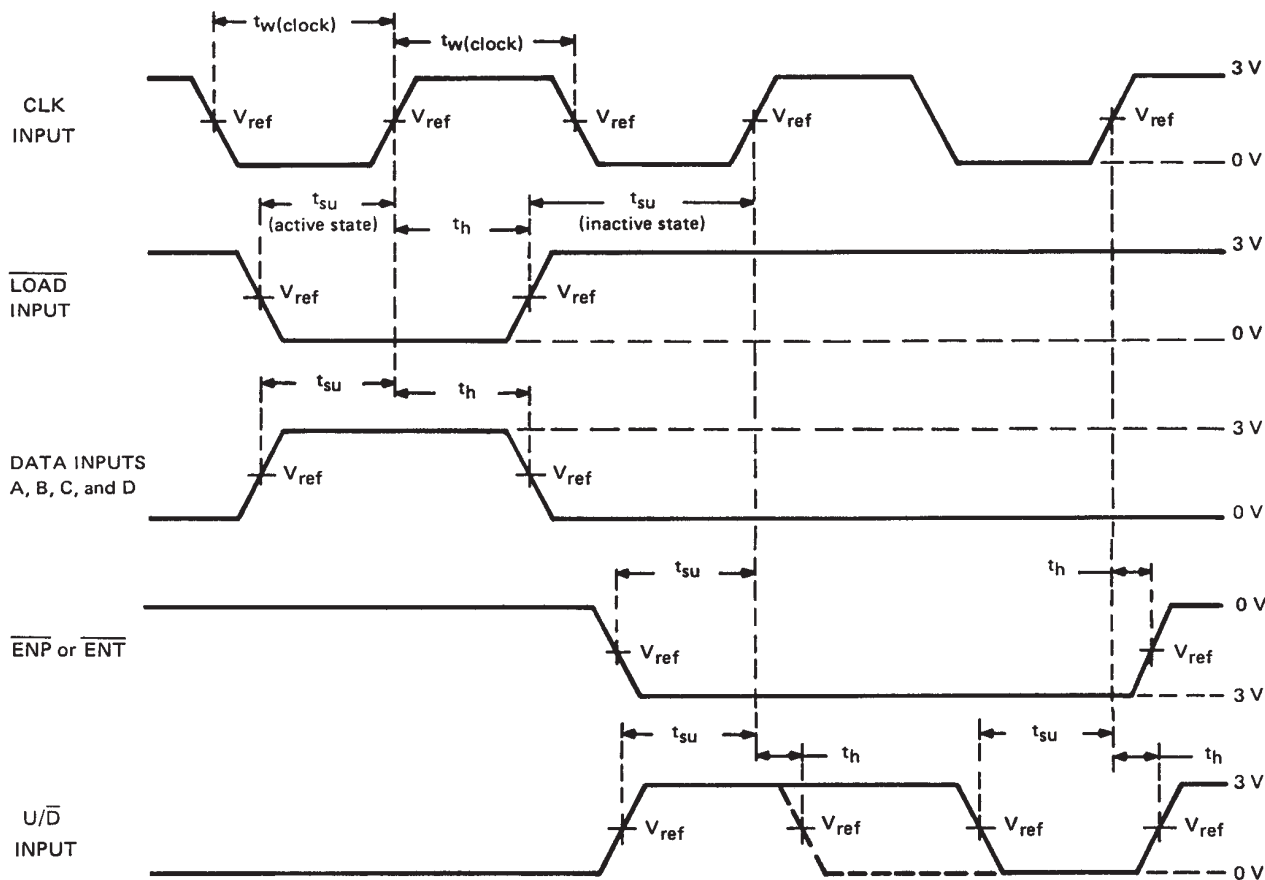 tw(clock)
tw(clock)
3 V
CLK
INPUT
Vref
Vref
Vref
Vref
Vref
0 V
tsu
(active state)
th
tsu
(inactive state)
3 V
LOAD
INPUT
Vref
Vref
0 V
tsu
th
3 V
DATA INPUTS
A, B, C, and D
Vref
Vref
0 V
tsu
th
0 V
ENP or ENT
Vref
Vref
3 V
tsu
th
tsu
th
3 V
U/D
INPUT
Vref
Vref
Vref
Vref
0 V